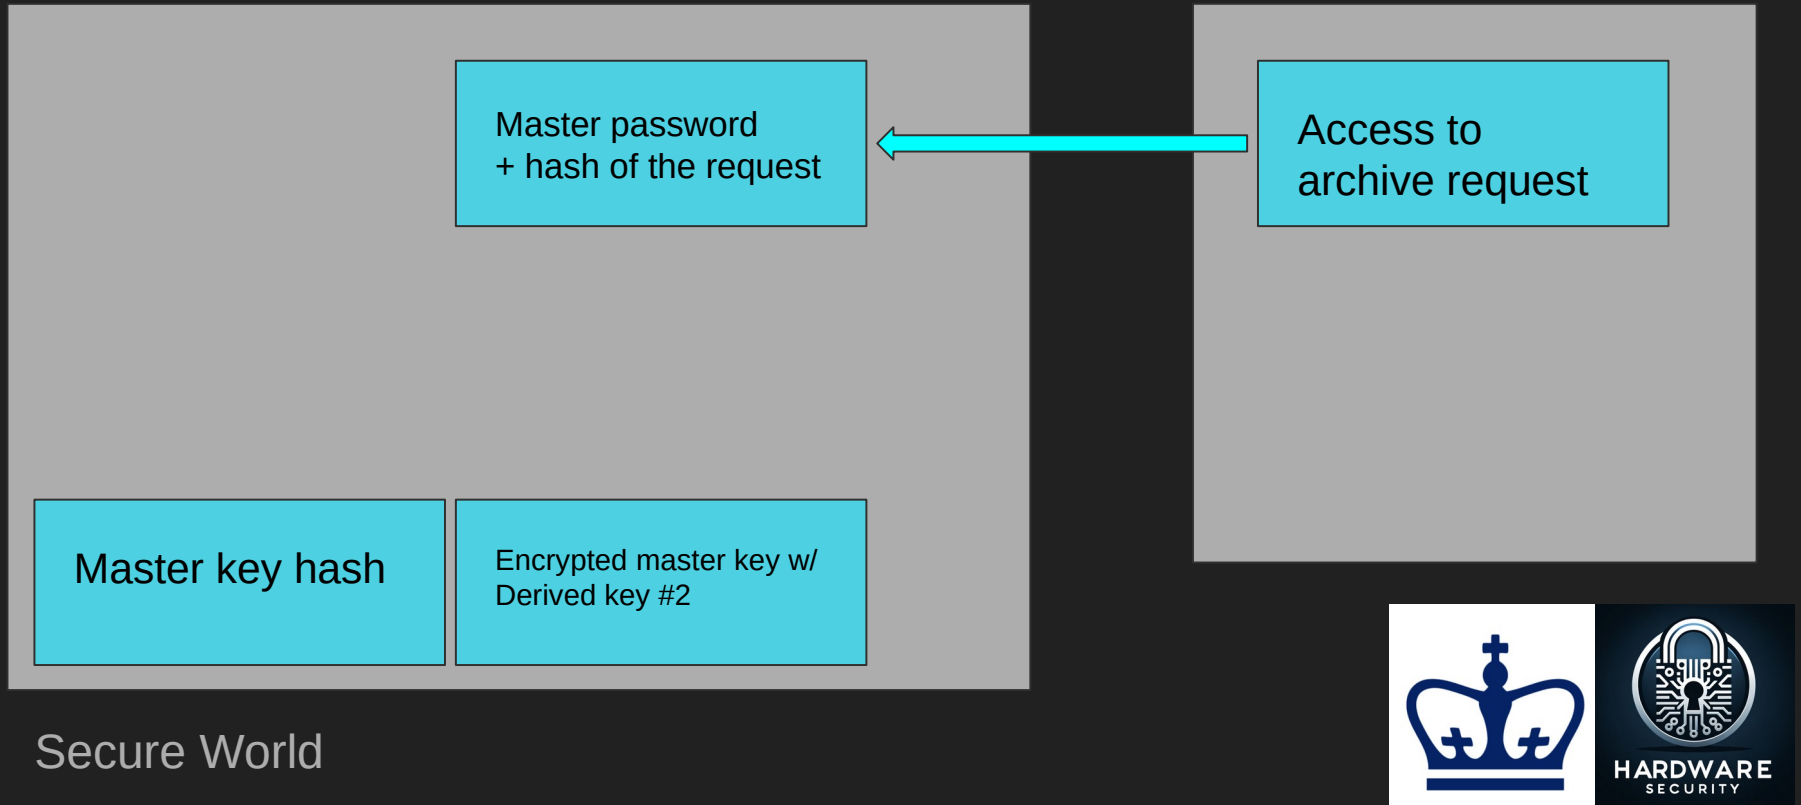 Master password
+ hash of the request
Access to
archive request
Master key hash
Encrypted master key w/
Derived key #2
Secure World
HARDWARE
SECURITY